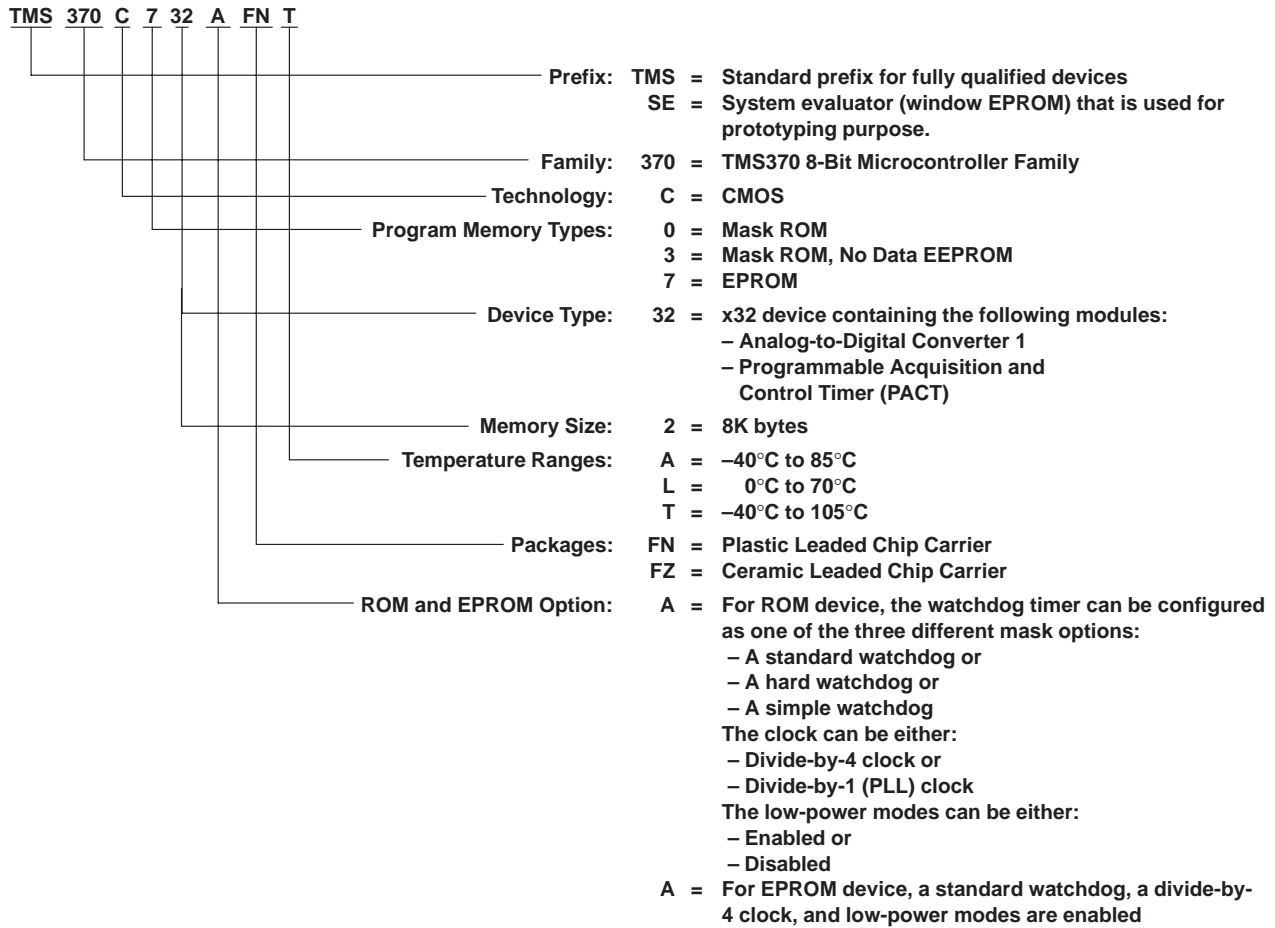 TMS 370 C 7 32 A FN T
Prefix: TMS = Standard prefix for fully qualified devices
SE = System evaluator (window EPROM) that is used for
prototyping purpose.
Family: 370 = TMS370 8-Bit Microcontroller Family
Technology: C = CMOS
Program Memory Types: 0 = Mask ROM
3 = Mask ROM, No Data EEPROM
7 = EPROM
Device Type: 32 = x32 device containing the following modules:
– Analog-to-Digital Converter 1
– Programmable Acquisition and
Control Timer (PACT)
Memory Size: 2 = 8K bytes
Temperature Ranges: A = –40°C to 85°C
L = 0°C to 70°C
T = –40°C to 105°C
Packages: FN = Plastic Leaded Chip Carrier
FZ = Ceramic Leaded Chip Carrier
ROM and EPROM Option: A = For ROM device, the watchdog timer can be configured
as one of the three different mask options:
– A standard watchdog or
– A hard watchdog or
– A simple watchdog
The clock can be either:
– Divide-by-4 clock or
– Divide-by-1 (PLL) clock
The low-power modes can be either:
– Enabled or
– Disabled
A = For EPROM device, a standard watchdog, a divide-by-
4 clock, and low-power modes are enabled